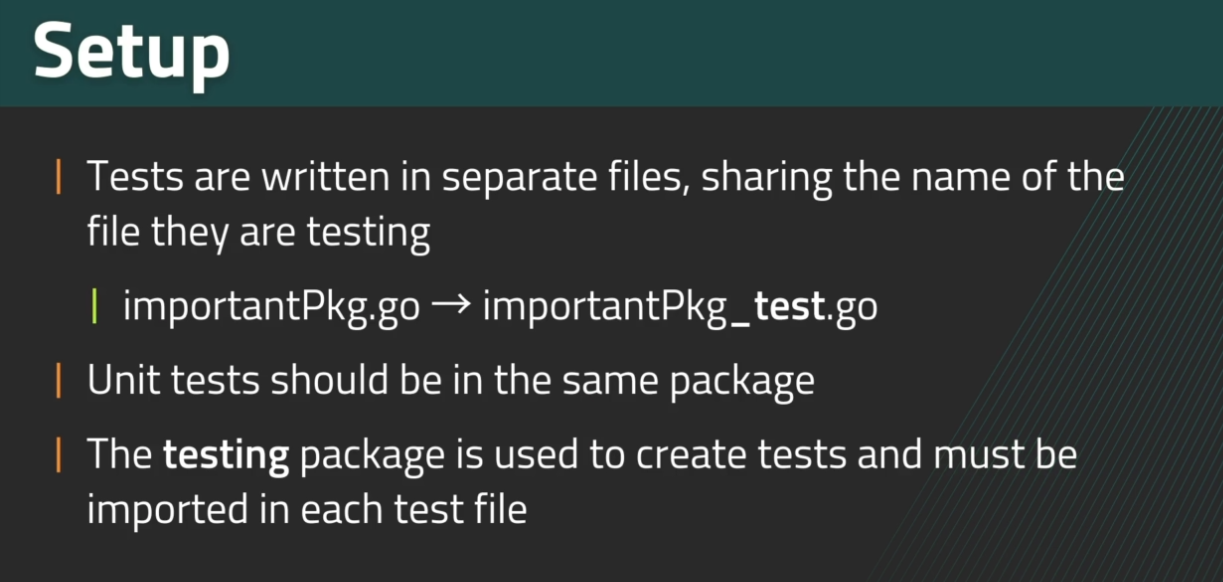 Setup
Tests are written in separate files, sharing the name of the
file they are testing
importantPkg.go → importantPkg_test.go
Unit tests should be in the same package
The testing package is used to create tests and must be
imported in each test file